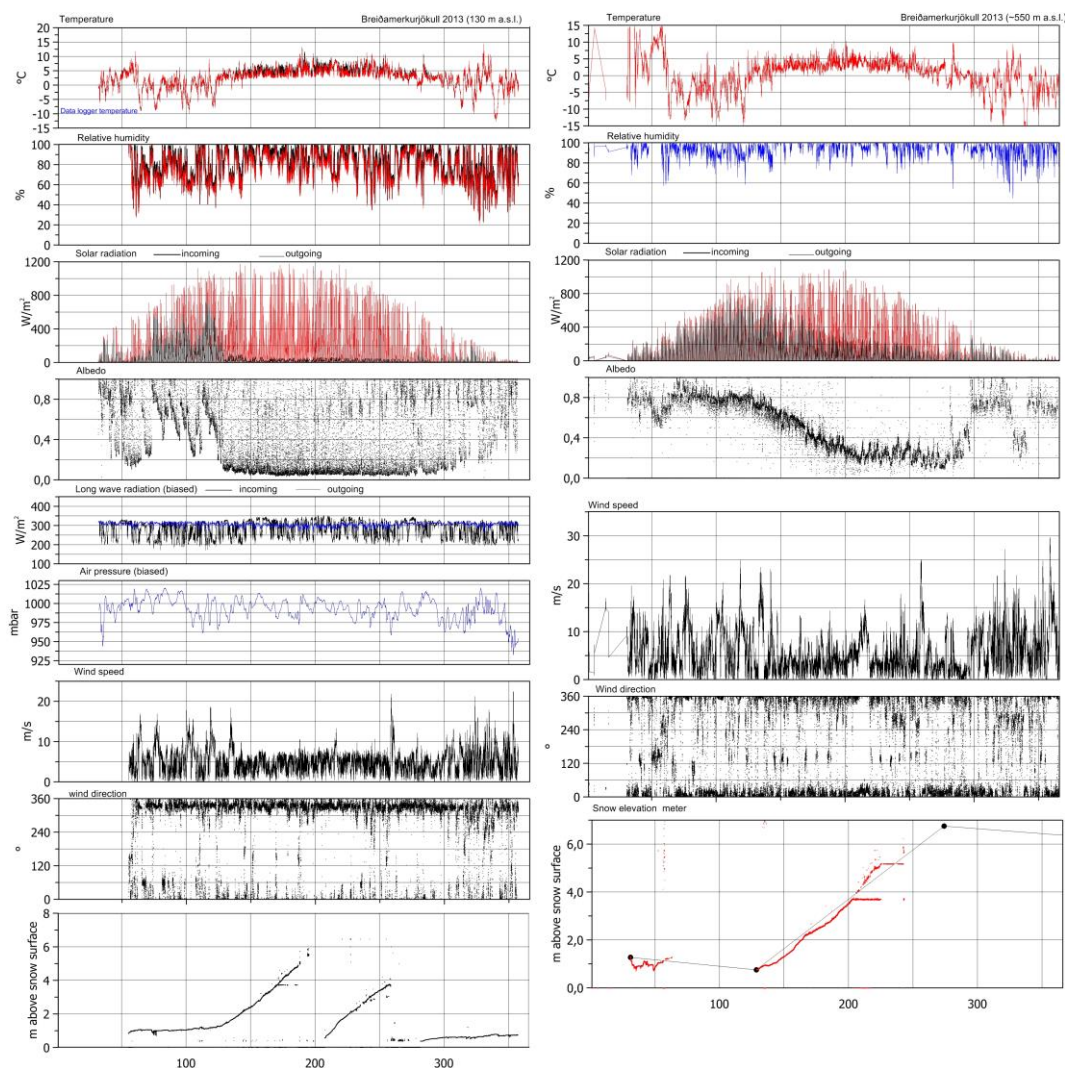 Temperature Breiðamerkurjökull 2013 (130 m a.s.l.)
20
15
10
5
0
-5
-10
-15
ºC
Data logger temperature
Relative humidity
100
80
60
40
20
0
%
Solar radiation incoming outgoing
1200
800
400
0
W/m²
Albedo
0,8
0,4
0,0
Long wave radiation (biased) incoming outgoing
400
300
200
100
W/m²
Air pressure (biased)
1025
1000
975
950
925
mbar
Wind speed
20
10
0
m/s
wind direction
360
240
120
0
º
8
6
4
2
0
m above snow surface
100 200 300
Temperature Breiðamerkurjökull 2013 (~550 m a.s.l.)
15
10
5
0
-5
-10
-15
ºC
Relative humidity
100
80
60
40
20
0
%
Solar radiation incoming outgoing
1200
800
400
0
W/m²
Albedo
0,8
0,4
0,0
Wind speed
30
20
10
0
m/s
Wind direction
360
240
120
0
º
Snow elevation meter
6,0
4,0
2,0
0,0
m above snow surface
100 200 300